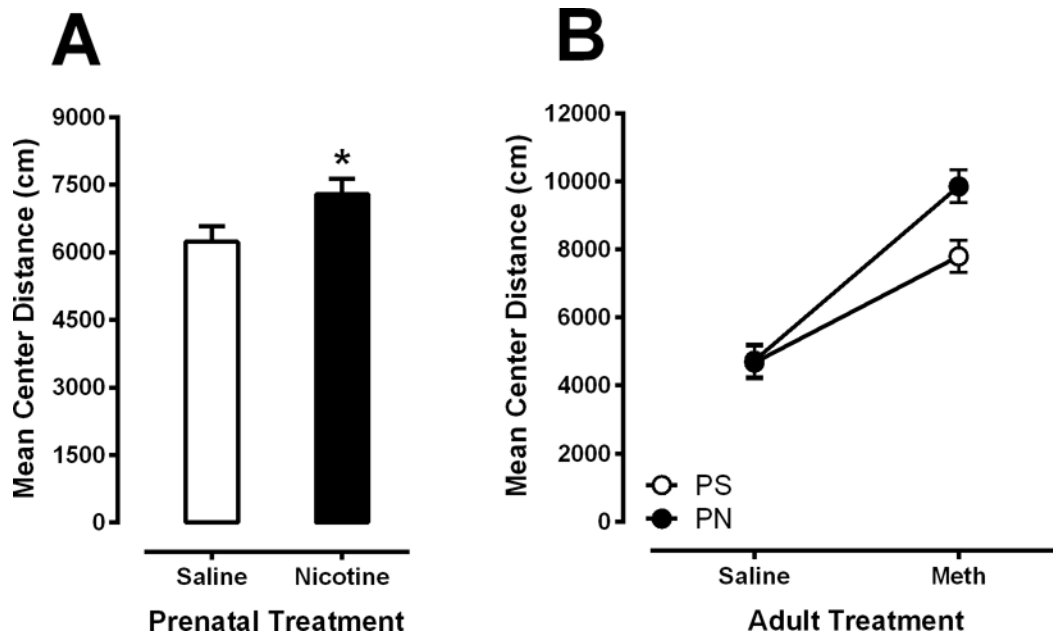 A
Mean Center Distance (cm)
9000
7500
6000
4500
3000
1500
0
*
Saline Nicotine
Prenatal Treatment
B
Mean Center Distance (cm)
12000
10000
8000
6000
4000
2000
0
PS
PN
Saline Meth
Adult Treatment